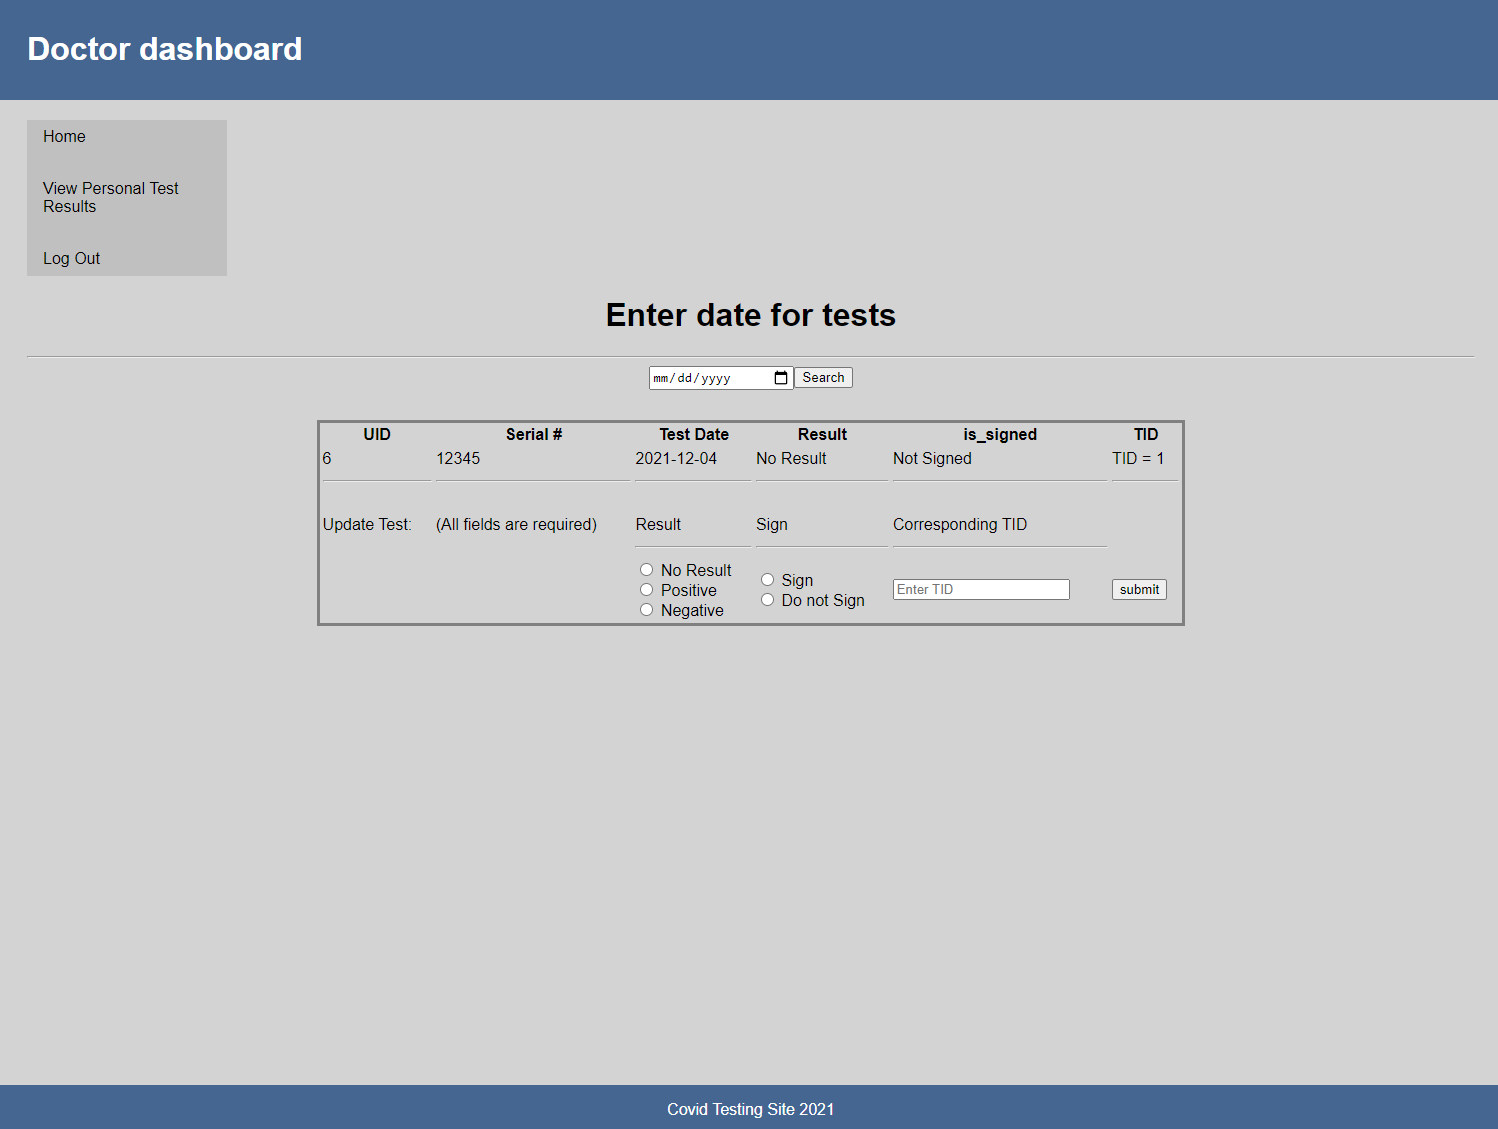 Doctor dashboard
Home
View Personal Test
Results
Log Out
Enter date for tests
mm/dd/yyyy Search
UID Serial # Test Date Result is_signed TID
6 12345 2021-12-04 No Result Not Signed TID = 1
Update Test: (All fields are required) Result Sign Corresponding TID
No Result
Positive
Negative
Sign
Do not Sign
Enter TID
submit
Covid Testing Site 2021